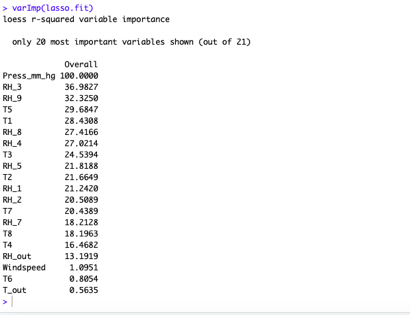 > varImp(lasso.fit)
loess r-squared variable importance
only 20 most important variables shown (out of 21)
Overall
Press_mm_hg 100.0000
RH_3 36.9827
RH_9 32.3250
T5 29.6847
T1 28.4308
RH_8 27.4166
RH_4 27.0214
T3 24.5394
RH_5 21.8188
T2 21.6649
RH_1 21.2420
RH_2 20.5089
T7 20.4389
RH_7 18.2128
T8 18.1963
T4 16.4682
RH_out 13.1919
Windspeed 1.0951
T6 0.8054
T_out 0.5635
>